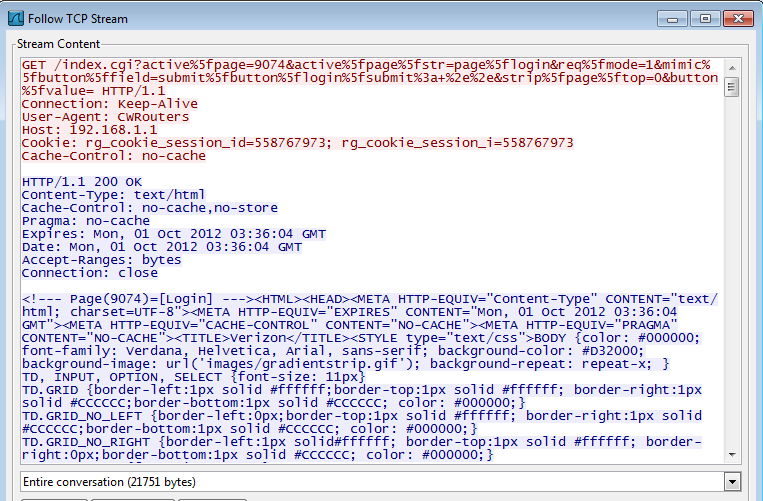 Follow TCP Stream
Stream Content
GET /index.cgi?active%5fpage=9074&active%5fpage%5fstr=page%5flogin&req%5fmode=1&mimic%
5fbutton%5ffield=submit%5fbutton%5flogin%5fsubmit%3a+%2e%2e&strip%5fpage%5ftop=0&button
%5fvalue= HTTP/1.1
Connection: Keep-Alive
User-Agent: CWRouters
Host: 192.168.1.1
Cookie: rg_cookie_session_id=558767973; rg_cookie_session_i=558767973
Cache-Control: no-cache
HTTP/1.1 200 OK
Content-Type: text/html
Cache-Control: no-cache,no-store
Pragma: no-cache
Expires: Mon, 01 Oct 2012 03:36:04 GMT
Date: Mon, 01 Oct 2012 03:36:04 GMT
Accept-Ranges: bytes
Connection: close
<!--- Page(9074)=[Login] ---><HTML><HEAD><META HTTP-EQUIV="Content-Type" CONTENT="text/
html; charset=UTF-8"><META HTTP-EQUIV="EXPIRES" CONTENT="Mon, 01 Oct 2012 03:36:04
GMT"><META HTTP-EQUIV="CACHE-CONTROL" CONTENT="NO-CACHE"><META HTTP-EQUIV="PRAGMA"
CONTENT="NO-CACHE"><TITLE>Verizon</TITLE><STYLE type="text/css">BODY {color: #000000;
font-family: Verdana, Helvetica, Arial, sans-serif; background-color: #D32000;
background-image: url('images/gradientstrip.gif'); background-repeat: repeat-x; }
TD, INPUT, OPTION, SELECT {font-size: 11px}
TD.GRID {border-left:1px solid #ffffff;border-top:1px solid #ffffff; border-right:1px
solid #CCCCCC;border-bottom:1px solid #CCCCCC; color: #000000;}
TD.GRID_NO_LEFT {border-left:0px;border-top:1px solid #ffffff; border-right:1px solid
#CCCCCC;border-bottom:1px solid #CCCCCC; color: #000000;}
TD.GRID_NO_RIGHT {border-left:1px solid#ffffff; border-top:1px solid #ffffff; border-
right:0px;border-bottom:1px solid #CCCCCC; color: #000000;}
Entire conversation (21751 bytes)